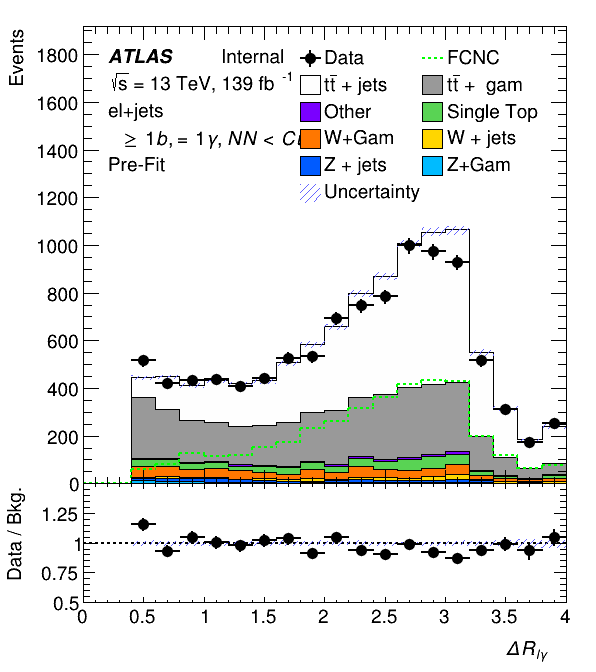 Events
1800
1600
1400
1200
1000
800
600
400
200
0
ATLAS Internal
√s = 13 TeV, 139 fb⁻¹
el+jets
≥ 1b, = 1γ, NN <
Pre-Fit
Data
FCNC
tt̄ + jets
tt̄ + gam
Other
Single Top
W+Gam
W + jets
Z + jets
Z+Gam
Uncertainty
Data / Bkg.
1.25
1
0.75
0.5
0 0.5 1 1.5 2 2.5 3 3.5 4
ΔR lγ